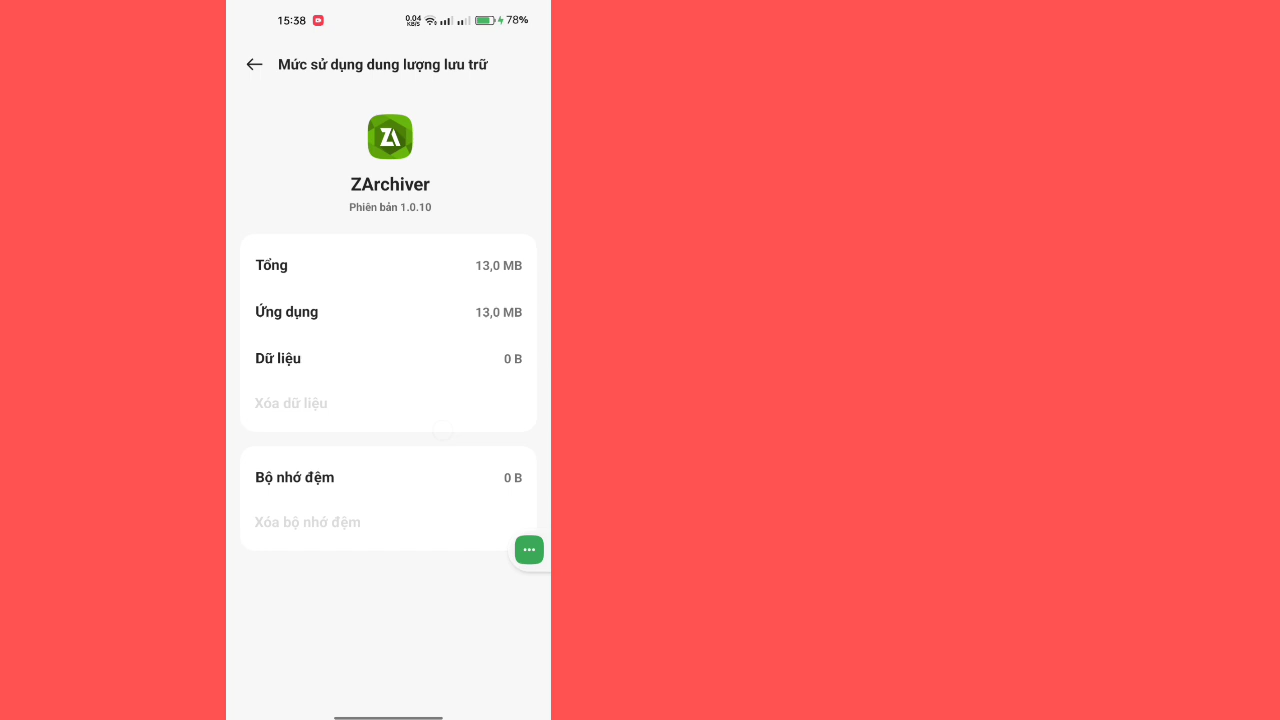 15:38
0.04 KB/S
78%
Mức sử dụng dung lượng lưu trữ
ZA
ZArchiver
Phiên bản 1.0.10
Tổng 13,0 MB
Ứng dụng 13,0 MB
Dữ liệu 0 B
Xóa dữ liệu
Bộ nhớ đệm 0 B
Xóa bộ nhớ đệm